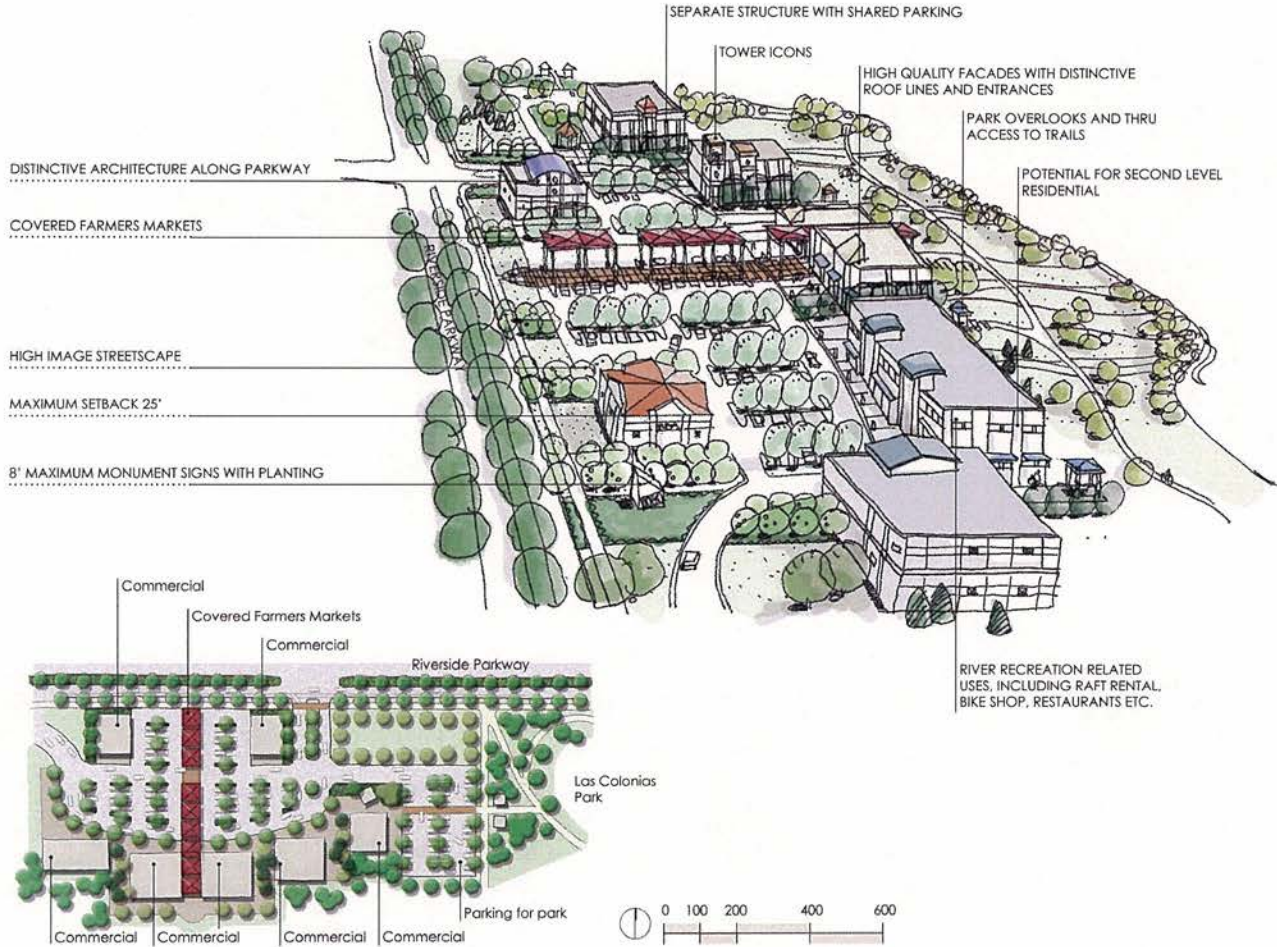 SEPARATE STRUCTURE WITH SHARED PARKING
TOWER ICONS
HIGH QUALITY FACADES WITH DISTINCTIVE
ROOF LINES AND ENTRANCES
PARK OVERLOOKS AND THRU
ACCESS TO TRAILS
POTENTIAL FOR SECOND LEVEL
RESIDENTIAL
DISTINCTIVE ARCHITECTURE ALONG PARKWAY
COVERED FARMERS MARKETS
HIGH IMAGE STREETSCAPE
MAXIMUM SETBACK 25'
8' MAXIMUM MONUMENT SIGNS WITH PLANTING
RIVER RECREATION RELATED
USES, INCLUDING RAFT RENTAL,
BIKE SHOP, RESTAURANTS ETC.
Commercial
Covered Farmers Markets
Commercial
Riverside Parkway
Las Colonias
Park
Parking for park
Commercial
Commercial
Commercial
Commercial
0 100 200 400 600